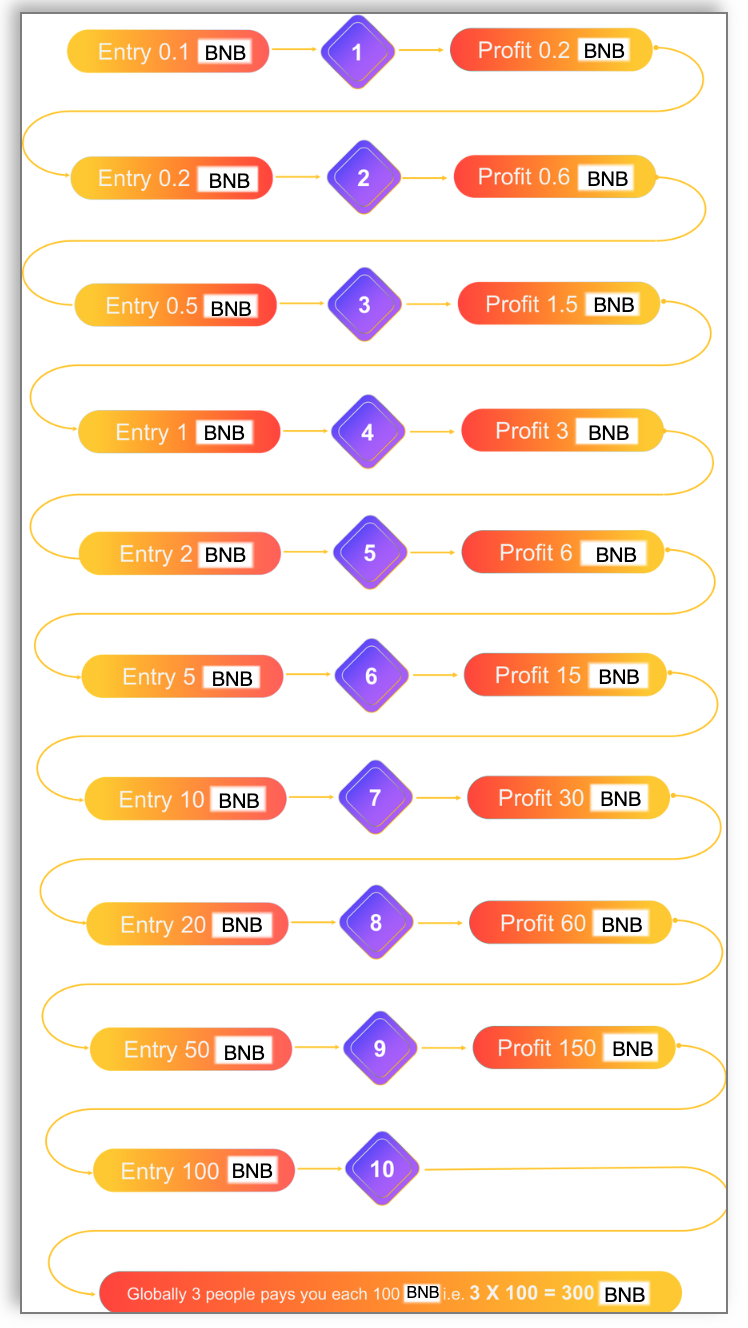 Entry 0.1 BNB 1 Profit 0.2 BNB
Entry 0.2 BNB 2 Profit 0.6 BNB
Entry 0.5 BNB 3 Profit 1.5 BNB
Entry 1 BNB 4 Profit 3 BNB
Entry 2 BNB 5 Profit 6 BNB
Entry 5 BNB 6 Profit 15 BNB
Entry 10 BNB 7 Profit 30 BNB
Entry 20 BNB 8 Profit 60 BNB
Entry 50 BNB 9 Profit 150 BNB
Entry 100 BNB 10
Globally 3 people pays you each 100 BNB i.e. 3 X 100 = 300 BNB